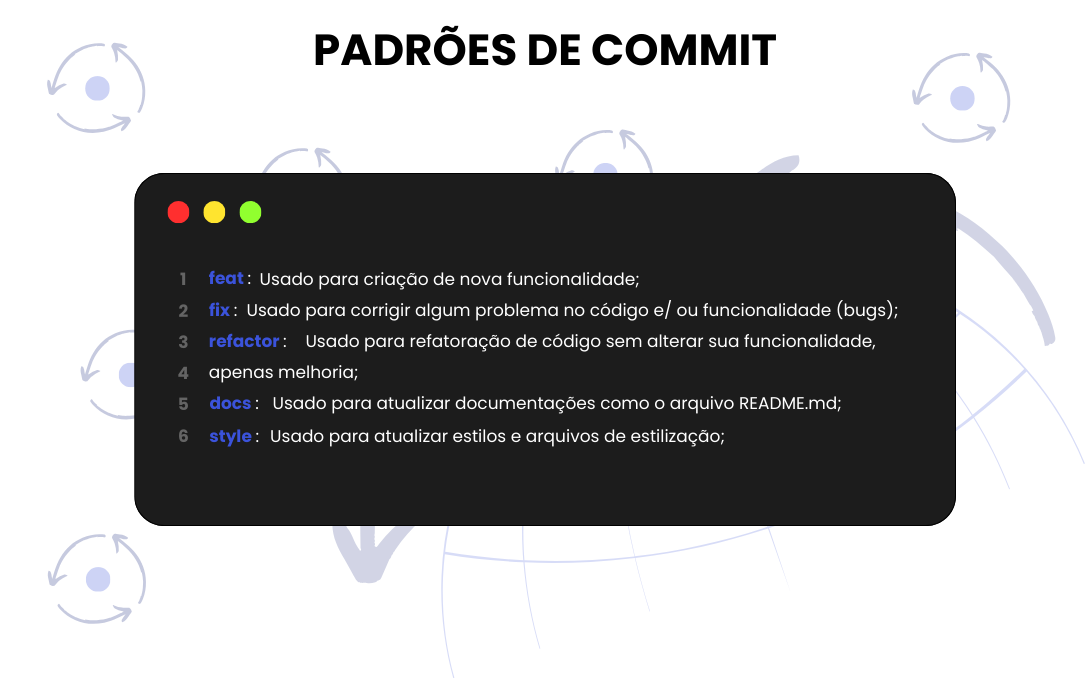 PADRÕES DE COMMIT
1 feat : Usado para criação de nova funcionalidade;
2 fix : Usado para corrigir algum problema no código e/ ou funcionalidade (bugs);
3 refactor : Usado para refatoração de código sem alterar sua funcionalidade,
4 apenas melhoria;
5 docs : Usado para atualizar documentações como o arquivo README.md;
6 style : Usado para atualizar estilos e arquivos de estilização;